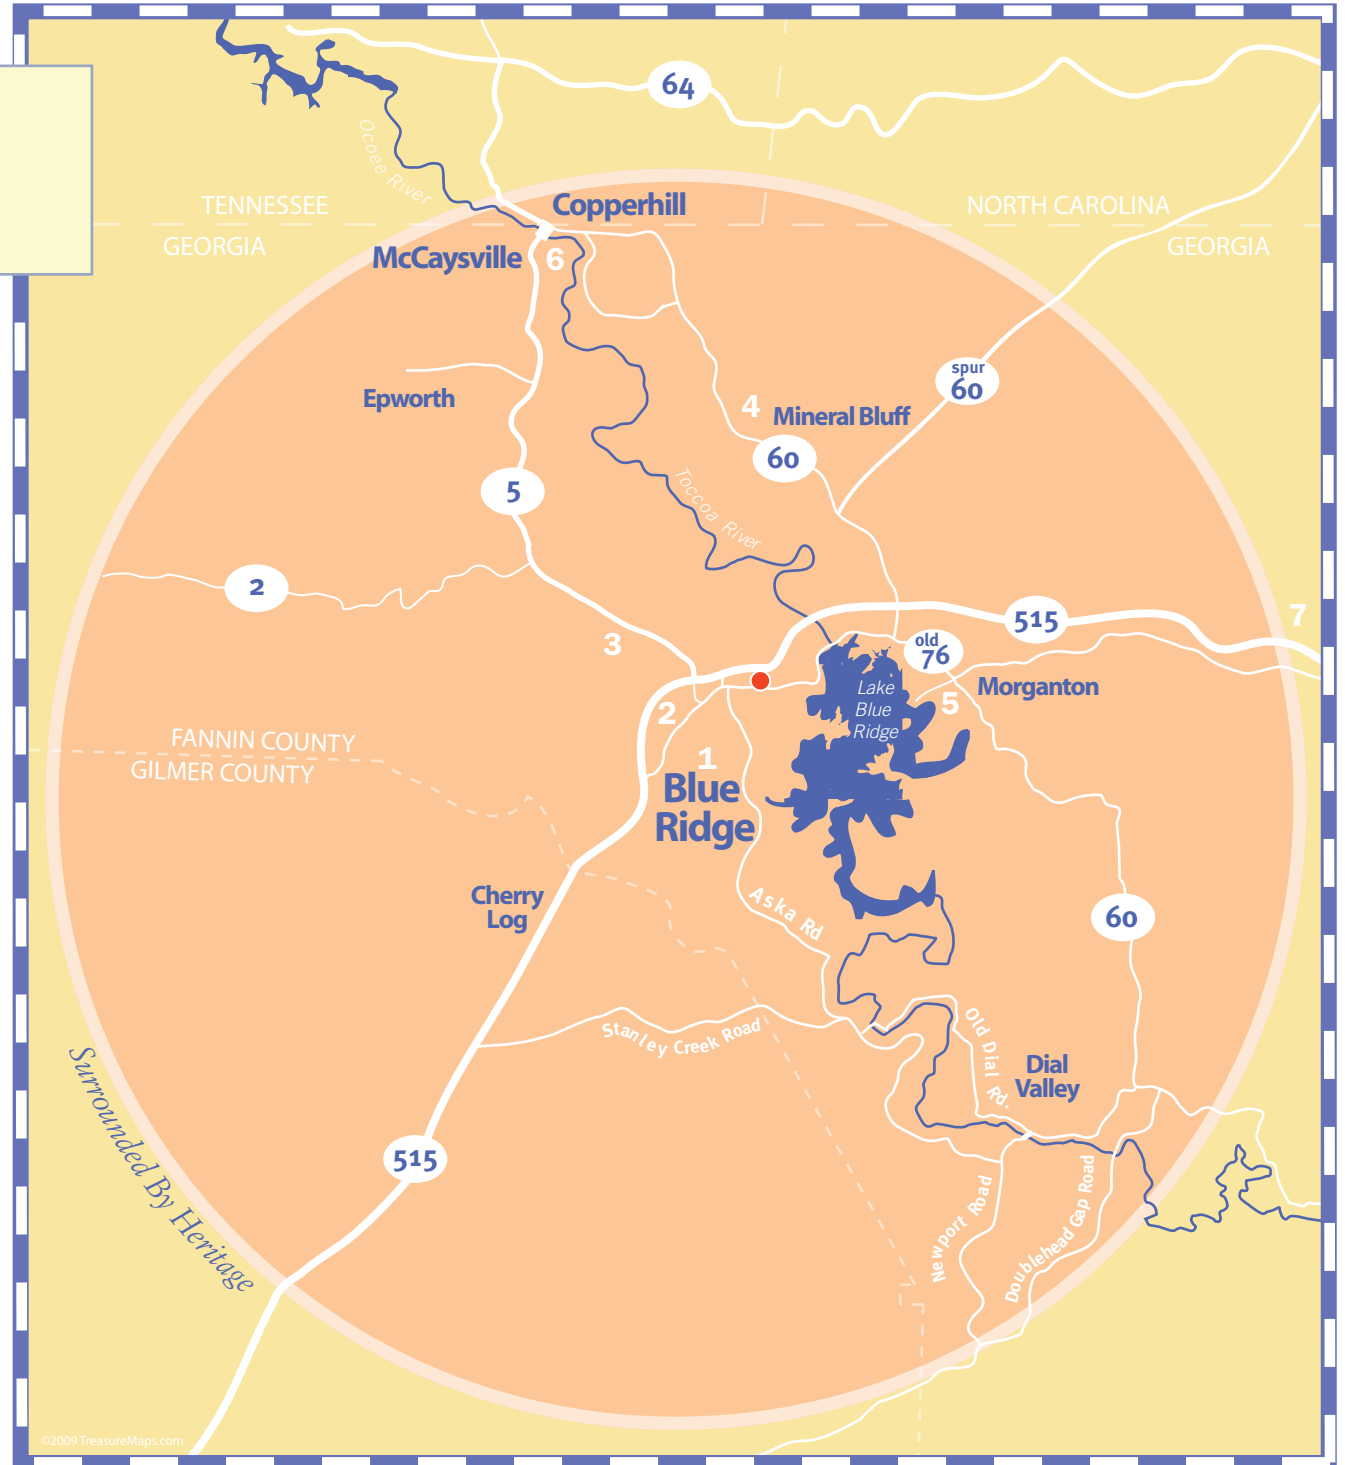 64
Ocoee River
TENNESSEE
Copperhill
NORTH CAROLINA
GEORGIA
McCaysville
6
GEORGIA
spur
60
Epworth
4
Mineral Bluff
60
5
Toccoa River
2
515
7
3
old
76
Lake
Blue
Ridge
Morganton
5
2
FANNIN COUNTY
GILMER COUNTY
1
Blue
Ridge
Cherry
Log
Aska Rd
60
Stanley Creek Road
Old Dial Rd.
Dial
Valley
Surrounded By Heritage
515
Newport Road
Doublehead Gap Road
©2009 TreasureMaps.com